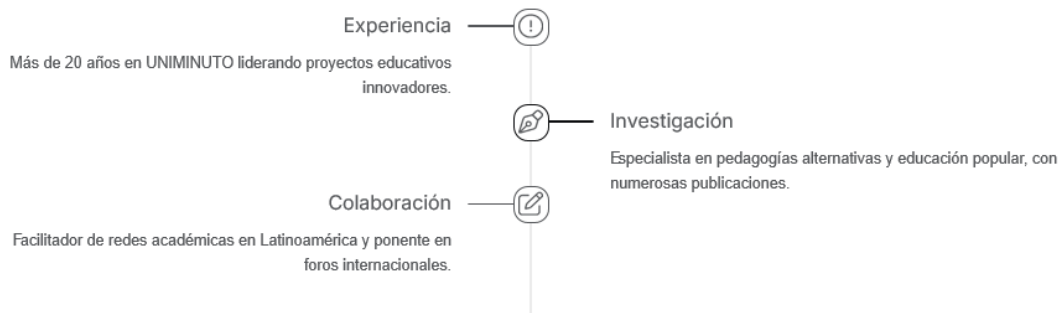 Experiencia
Más de 20 años en UNIMINUTO liderando proyectos educativos
innovadores.
Investigación
Especialista en pedagogías alternativas y educación popular, con
numerosas publicaciones.
Colaboración
Facilitador de redes académicas en Latinoamérica y ponente en
foros internacionales.